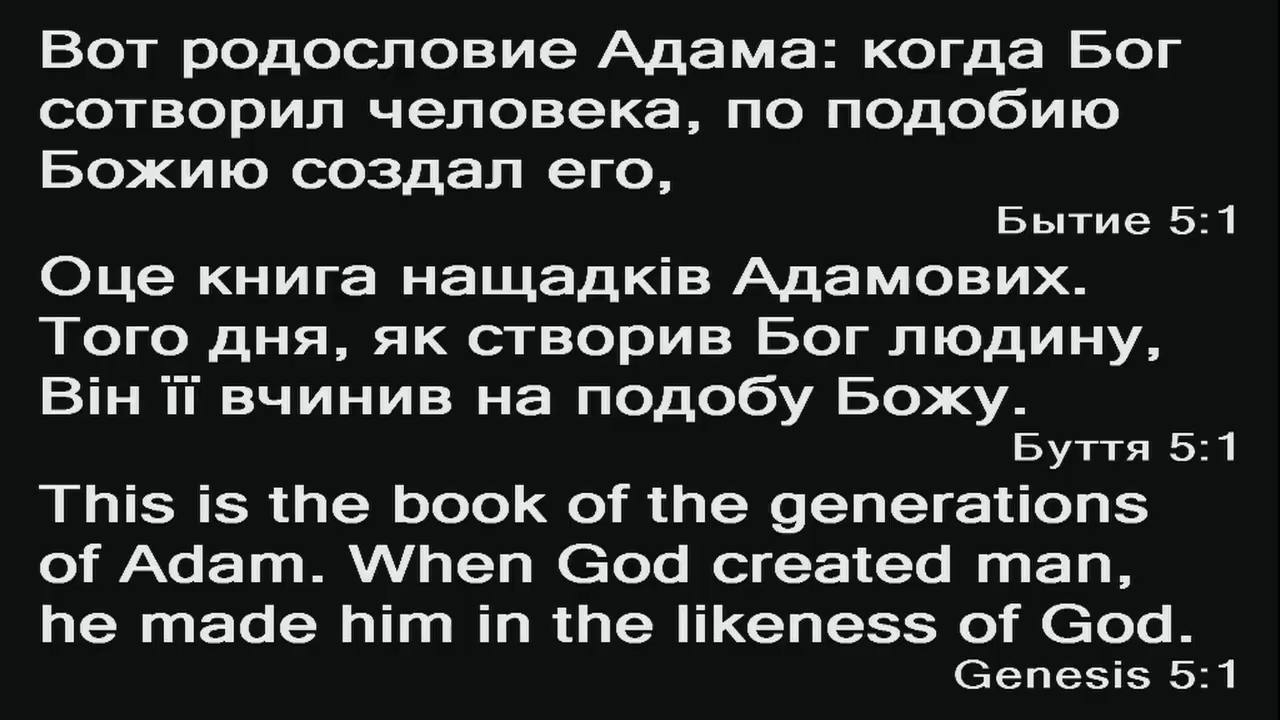 Вот родословие Адама: когда Бог
сотворил человека, по подобию
Божию создал его,
Бытие 5:1
Оце книга нащадків Адамових.
Того дня, як створив Бог людину,
Він її вчинив на подобу Божу.
Буття 5:1
This is the book of the generations
of Adam. When God created man,
he made him in the likeness of God.
Genesis 5:1